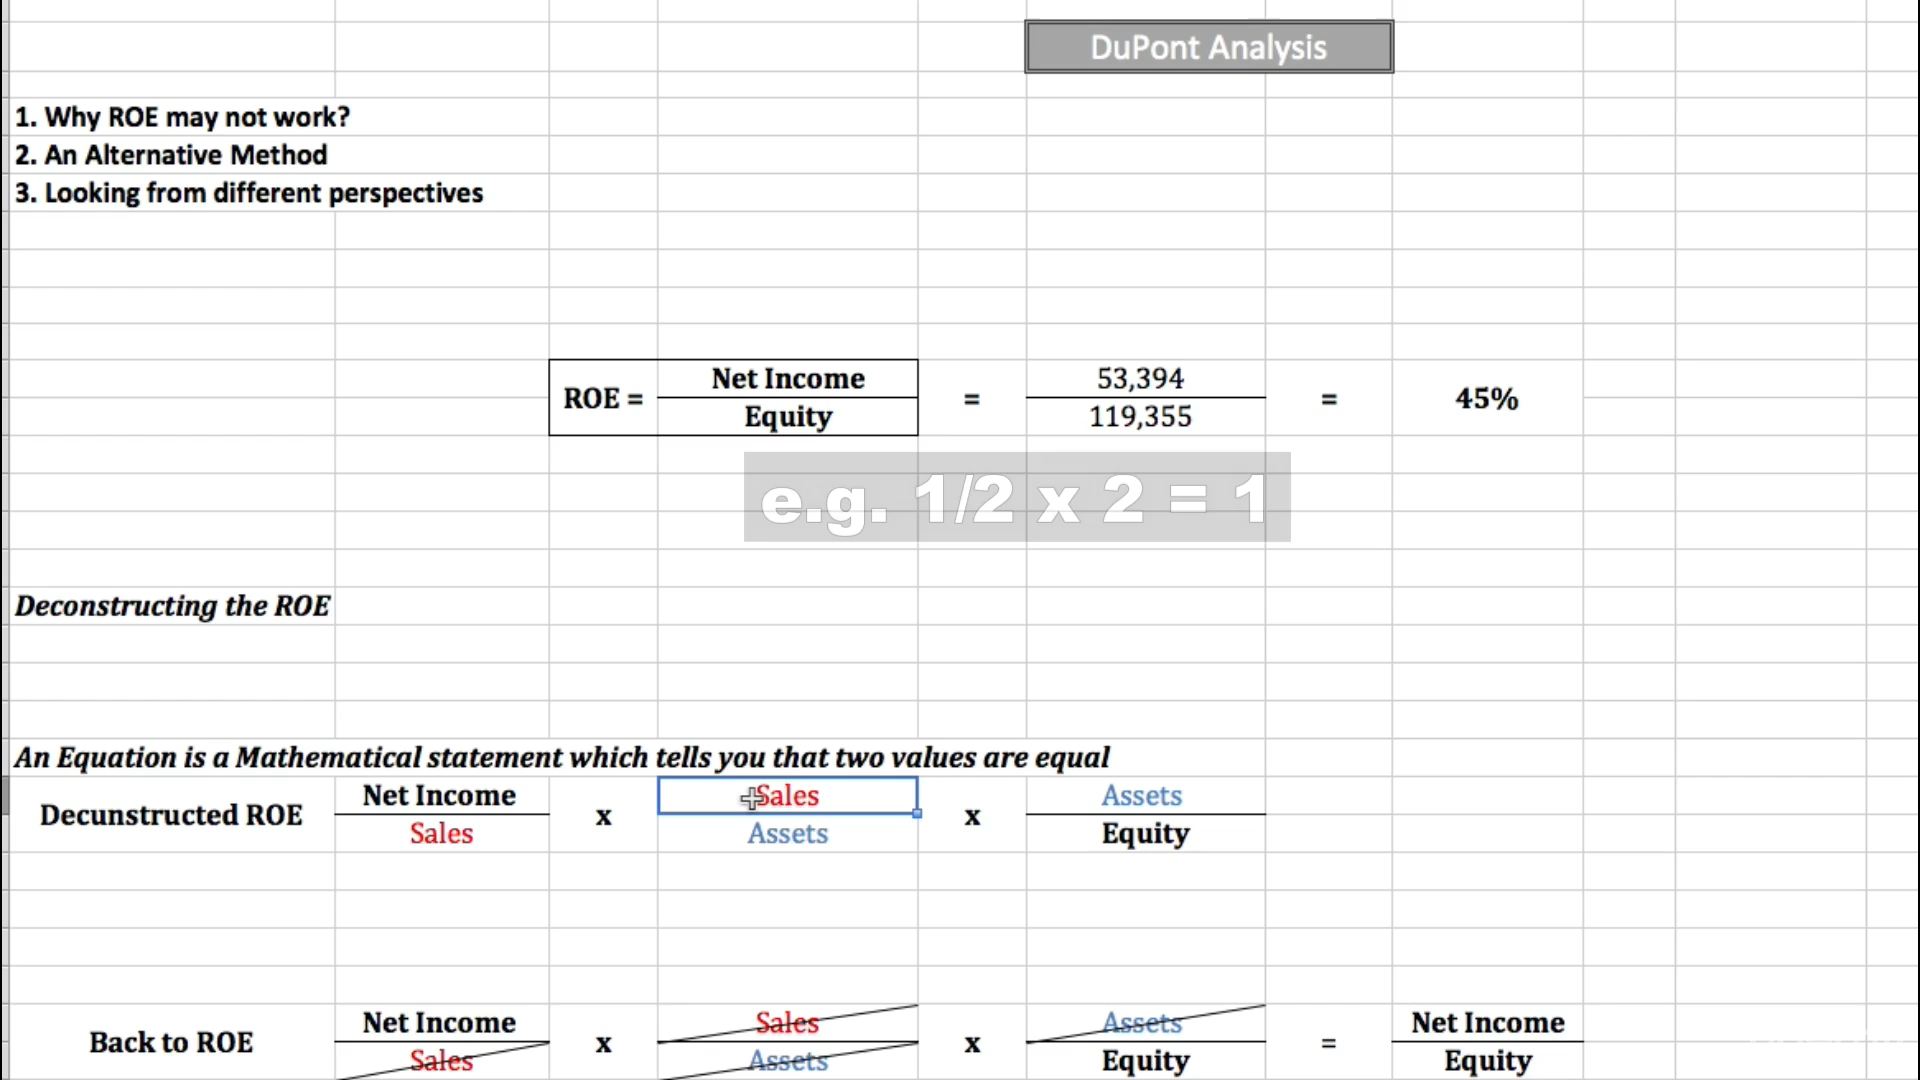 DuPont Analysis
1. Why ROE may not work?
2. An Alternative Method
3. Looking from different perspectives
ROE = Net Income = 53,394 = 45%
Equity 119,355
e.g. 1/2 x 2 = 1
Deconstructing the ROE
An Equation is a Mathematical statement which tells you that two values are equal
Decunstructed ROE Net Income x Sales x Assets
Sales Assets Equity
Back to ROE Net Income x Sales x Assets = Net Income
Sales Assets Equity Equity